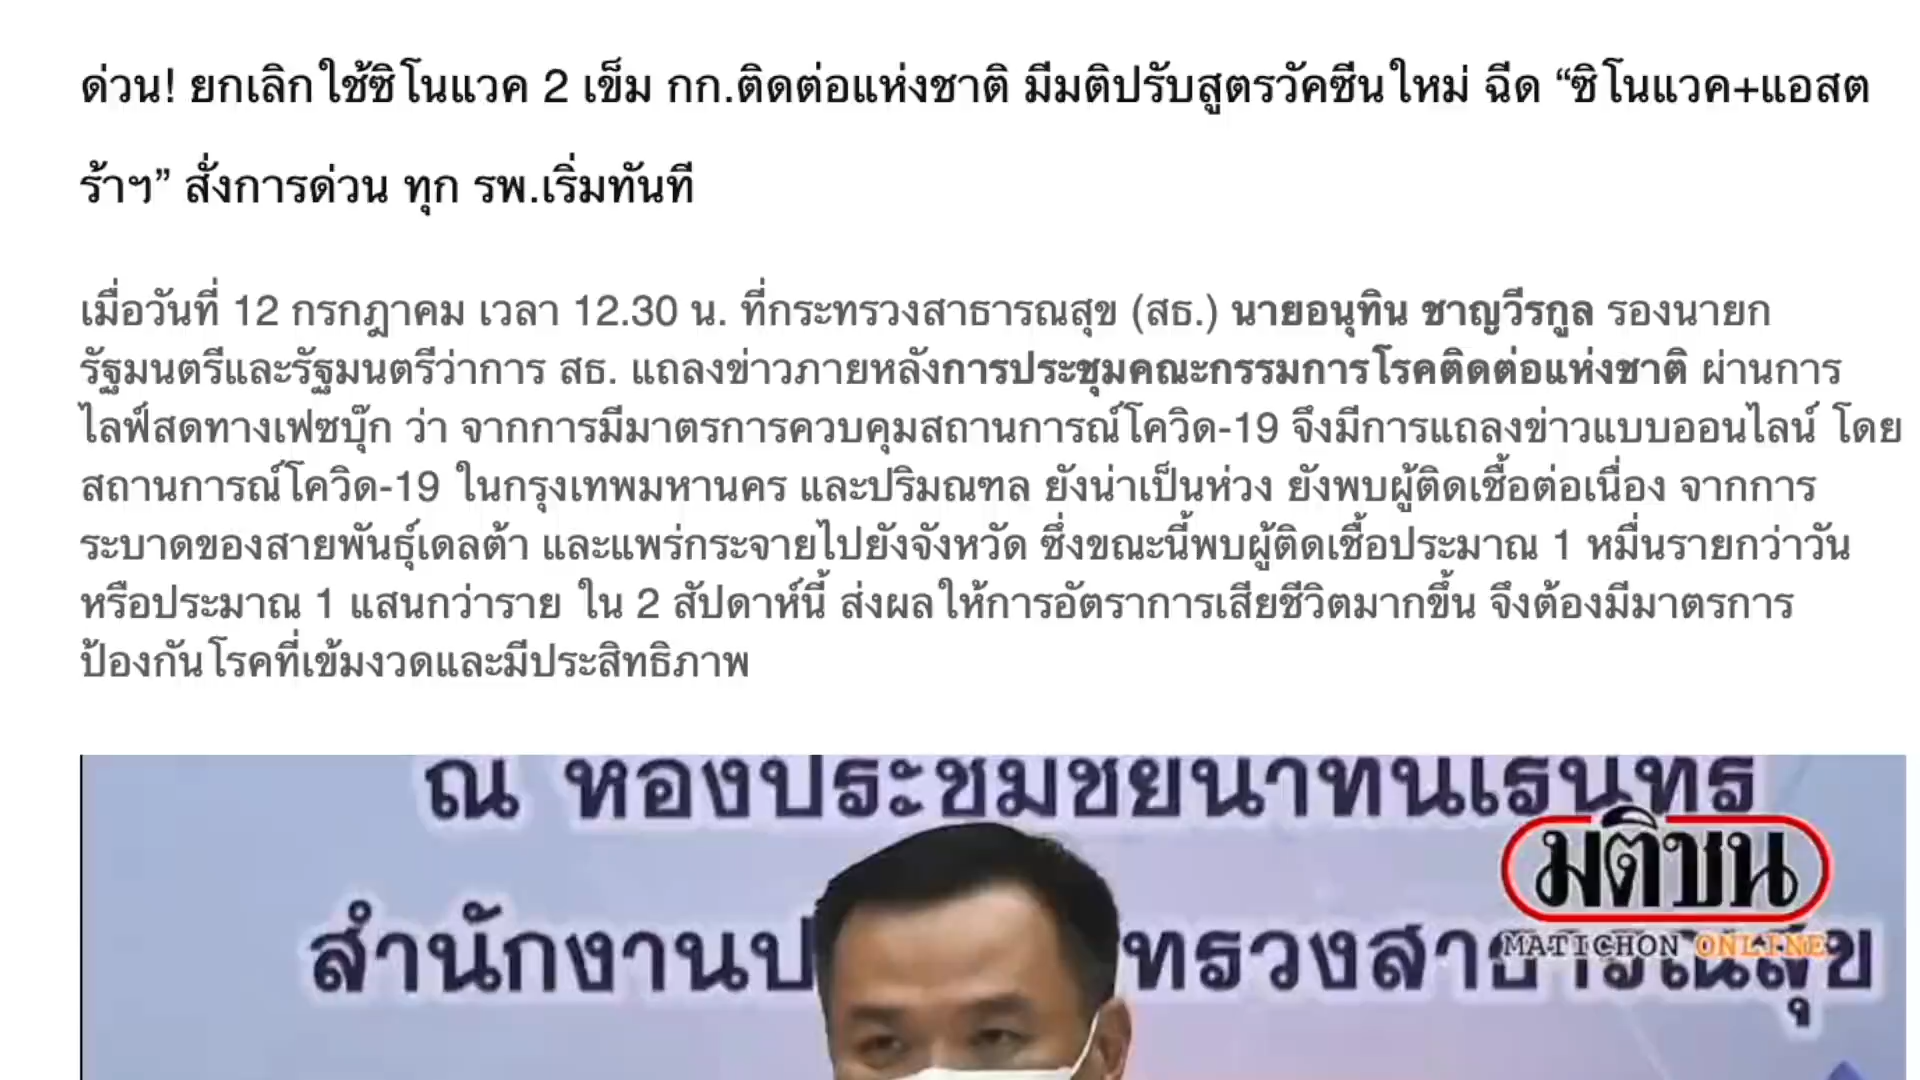 ด่วน! ยกเลิกใช้ซิโนแวค 2 เข็ม กก.ติดต่อแห่งชาติ มีมติปรับสูตรวัคซีนใหม่ ฉีด “ซิโนแวค+แอสต
ร้าฯ” สั่งการด่วน ทุก รพ.เริ่มทันที
เมื่อวันที่ 12 กรกฎาคม เวลา 12.30 น. ที่กระทรวงสาธารณสุข (สธ.) นายอนุทิน ชาญวีรกูล รองนายก
รัฐมนตรีและรัฐมนตรีว่าการ สธ. แถลงข่าวภายหลังการประชุมคณะกรรมการโรคติดต่อแห่งชาติ ผ่านการ
ไลฟ์สดทางเฟซบุ๊ก ว่า จากการมีมาตรการควบคุมสถานการณ์โควิด-19 จึงมีการแถลงข่าวแบบออนไลน์ โดย
สถานการณ์โควิด-19 ในกรุงเทพมหานคร และปริมณฑล ยังน่าเป็นห่วง ยังพบผู้ติดเชื้อต่อเนื่อง จากการ
ระบาดของสายพันธุ์เดลต้า และแพร่กระจายไปยังจังหวัด ซึ่งขณะนี้พบผู้ติดเชื้อประมาณ 1 หมื่นรายกว่าวัน
หรือประมาณ 1 แสนกว่าราย ใน 2 สัปดาห์นี้ ส่งผลให้การอัตราการเสียชีวิตมากขึ้น จึงต้องมีมาตรการ
ป้องกันโรคที่เข้มงวดและมีประสิทธิภาพ
ณ ห้องประชุมชัยนาทนเรนทร
มติชน
MATICHON ONLINE
สำนักงานป ทรวงสาธารณสุข